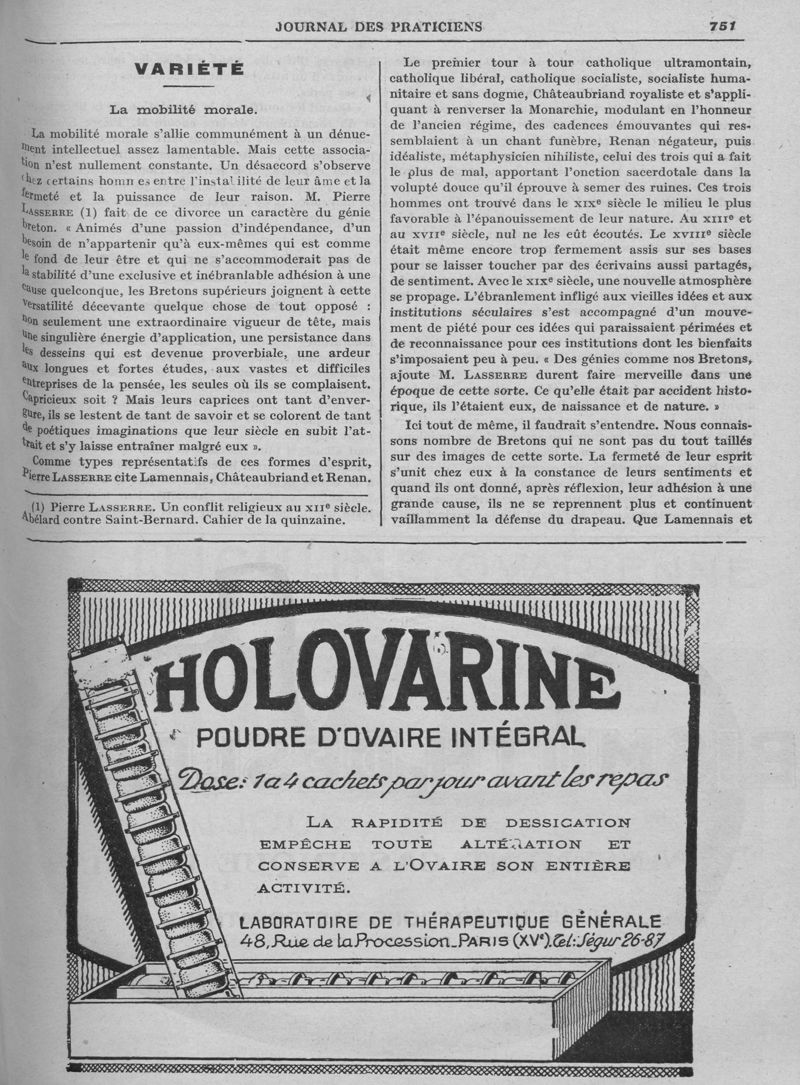 JOURNAL DES PRATICIENS 751
VARIÉTÉ
La mobilité morale.
La mobilité morale s'allie communément à un dénue-
ment intellectuel assez lamentable. Mais cette associa-
tion n'est nullement constante. Un désaccord s'observe
chez certains hommes entre l'instabilité de leur âme et la
fermeté et la puissance de leur raison. M. Pierre
LASSERRE (1) fait de ce divorce un caractère du génie
breton. « Animés d'une passion d'indépendance, d'un
besoin de n'appartenir qu'à eux-mêmes qui est comme
le fond de leur être et qui ne s'accommoderait pas de
la stabilité d'une exclusive et inébranlable adhésion à une
cause quelconque, les Bretons supérieurs joignent à cette
versatilité décevante quelque chose de tout opposé :
non seulement une extraordinaire vigueur de tête, mais
une singulière énergie d'application, une persistance dans
les desseins qui est devenue proverbiale, une ardeur
aux longues et fortes études, aux vastes et difficiles
entreprises de la pensée, les seules où ils se complaisent.
Capricieux soit ? Mais leurs caprices ont tant d'enver-
gure, ils se lestent de tant de savoir et se colorent de tant
de poétiques imaginations que leur siècle en subit l'at-
trait et s'y laisse entraîner malgré eux ».
Comme types représentatifs de ces formes d'esprit,
Pierre LASSERRE cite Lamennais, Châteaubriand et Renan.
(1) Pierre LASSERRE. Un conflit religieux au XIIe siècle.
Abélard contre Saint-Bernard. Cahier de la quinzaine.
Le premier tour à tour catholique ultramontain,
catholique libéral, catholique socialiste, socialiste huma-
nitaire et sans dogme, Châteaubriand royaliste et s'appli-
quant à renverser la Monarchie, modulant en l'honneur
de l'ancien régime, des cadences émouvantes qui res-
semblaient à un chant funèbre, Renan négateur, puis
idéaliste, métaphysicien nihiliste, celui des trois qui a fait
le plus de mal, apportant l'onction sacerdotale dans la
volupté douce qu'il éprouve à semer des ruines. Ces trois
hommes ont trouvé dans le XIXe siècle le milieu le plus
favorable à l'épanouissement de leur nature. Au XIIIe et
au XVIIe siècle, nul ne les eût écoutés. Le XVIIIe siècle
était même encore trop fermement assis sur ses bases
pour se laisser toucher par des écrivains aussi partagés,
de sentiment. Avec le XIXe siècle, une nouvelle atmosphère
se propage. L'ébranlement infligé aux vieilles idées et aux
institutions séculaires s'est accompagné d'un mouve-
ment de piété pour ces idées qui paraissaient périmées et
de reconnaissance pour ces institutions dont les bienfaits
s'imposaient peu à peu. « Des génies comme nos Bretons,
ajoute M. LASSERRE durent faire merveille dans une
époque de cette sorte. Ce qu'elle était par accident histo-
rique, ils l'étaient eux, de naissance et de nature. »
Ici tout de même, il faudrait s'entendre. Nous connais-
sons nombre de Bretons qui ne sont pas du tout taillés
sur des images de cette sorte. La fermeté de leur esprit
s'unit chez eux à la constance de leurs sentiments et
quand ils ont donné, après réflexion, leur adhésion à une
grande cause, ils ne se reprennent plus et continuent
vaillamment la défense du drapeau. Que Lamennais et
HOLOVARINE
POUDRE D'OVAIRE INTÉGRAL
Dose: 1 a 4 cachets par jour avant les repas
LA RAPIDITÉ DE DESSICATION
EMPÊCHE TOUTE ALTÉRATION ET
CONSERVE A L'OVAIRE SON ENTIÈRE
ACTIVITÉ.
LABORATOIRE DE THÉRAPEUTIQUE GÉNÉRALE
48, Rue de la Procession_PARIS (XVe). Tel: Ségur 26-87